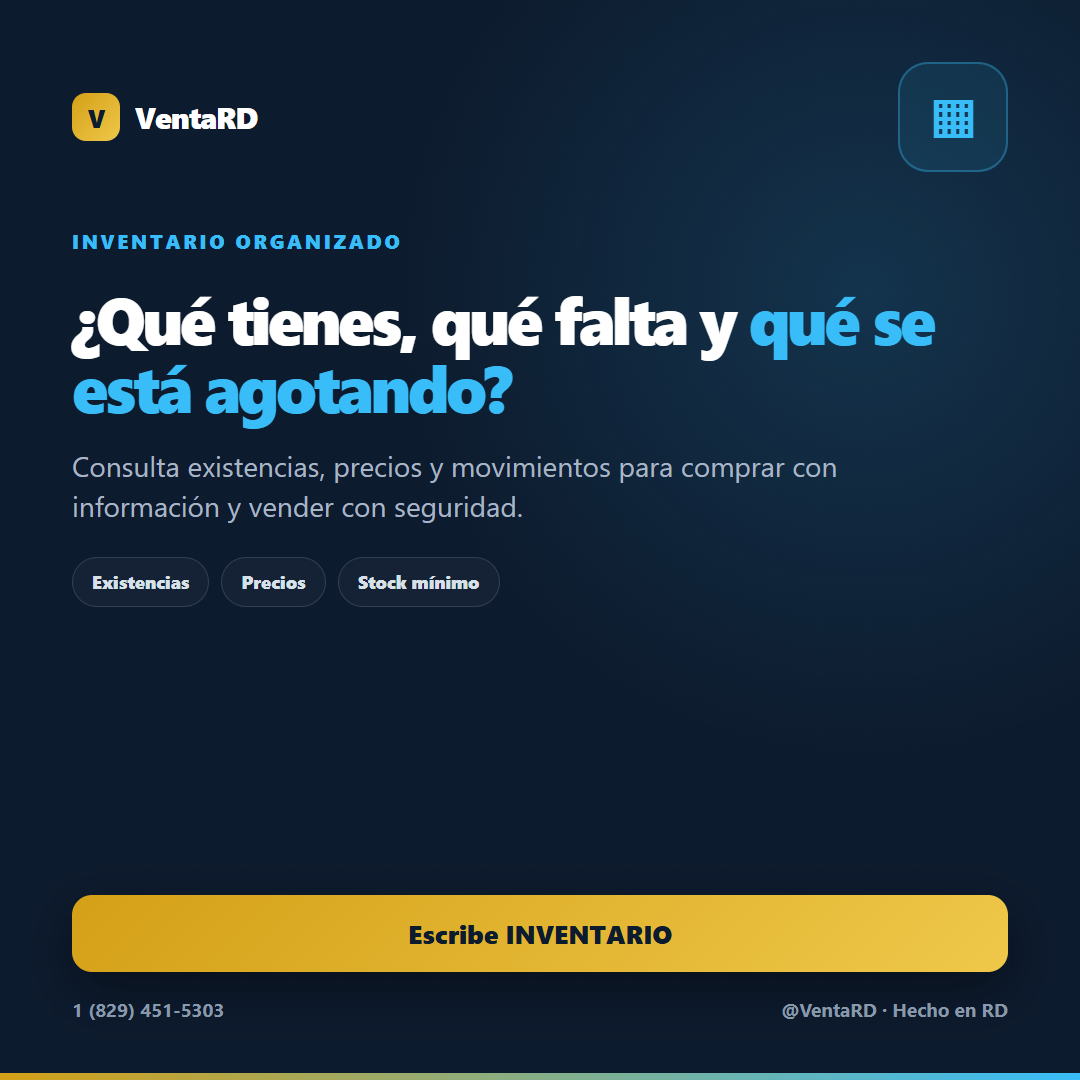 V VentaRD
INVENTARIO ORGANIZADO
¿Qué tienes, qué falta y qué se
está agotando?
Consulta existencias, precios y movimientos para comprar con
información y vender con seguridad.
Existencias Precios Stock mínimo
Escribe INVENTARIO
1 (829) 451-5303 @VentaRD · Hecho en RD